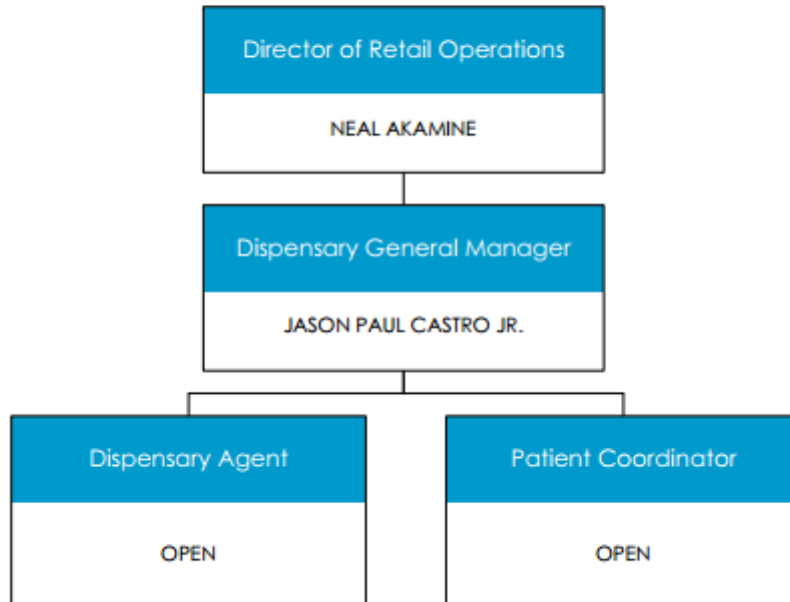 Director of Retail Operations
NEAL AKAMINE
Dispensary General Manager
JASON PAUL CASTRO JR.
Dispensary Agent
OPEN
Patient Coordinator
OPEN